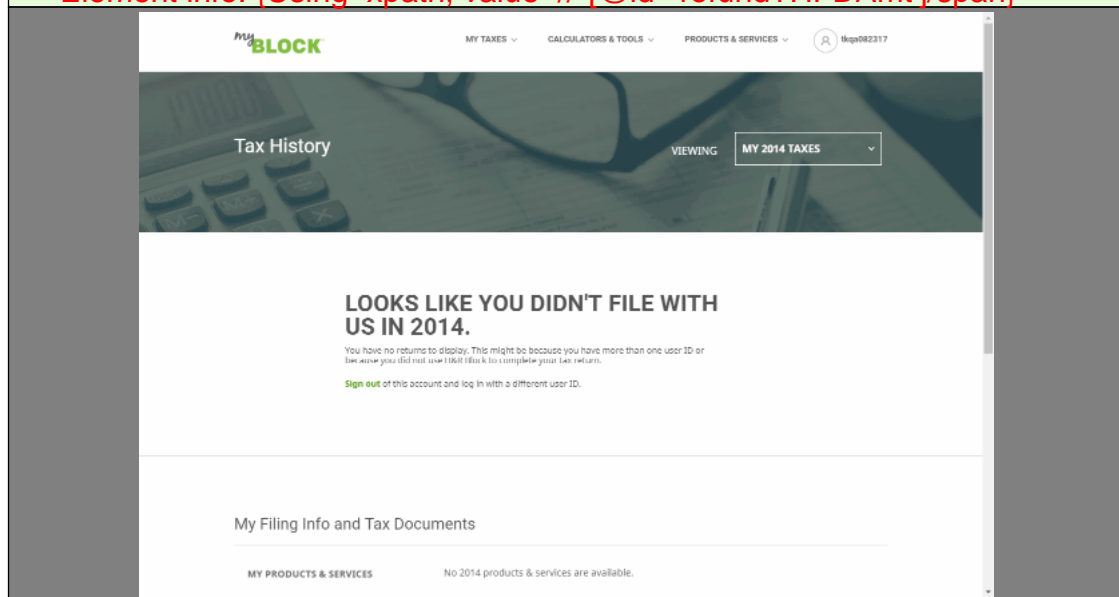 Element info: {Using=xpath, value=//*[@id='refund1TIPDAmt']/span}
my BLOCK
MY TAXES
CALCULATORS & TOOLS
PRODUCTS & SERVICES
tkqa082317
Tax History
VIEWING
MY 2014 TAXES
LOOKS LIKE YOU DIDN'T FILE WITH
US IN 2014.
You have no returns to display. This might be because you have more than one user ID or
because you did not use H&R Block to complete your tax return.
Sign out of this account and log in with a different user ID.
My Filing Info and Tax Documents
MY PRODUCTS & SERVICES
No 2014 products & services are available.